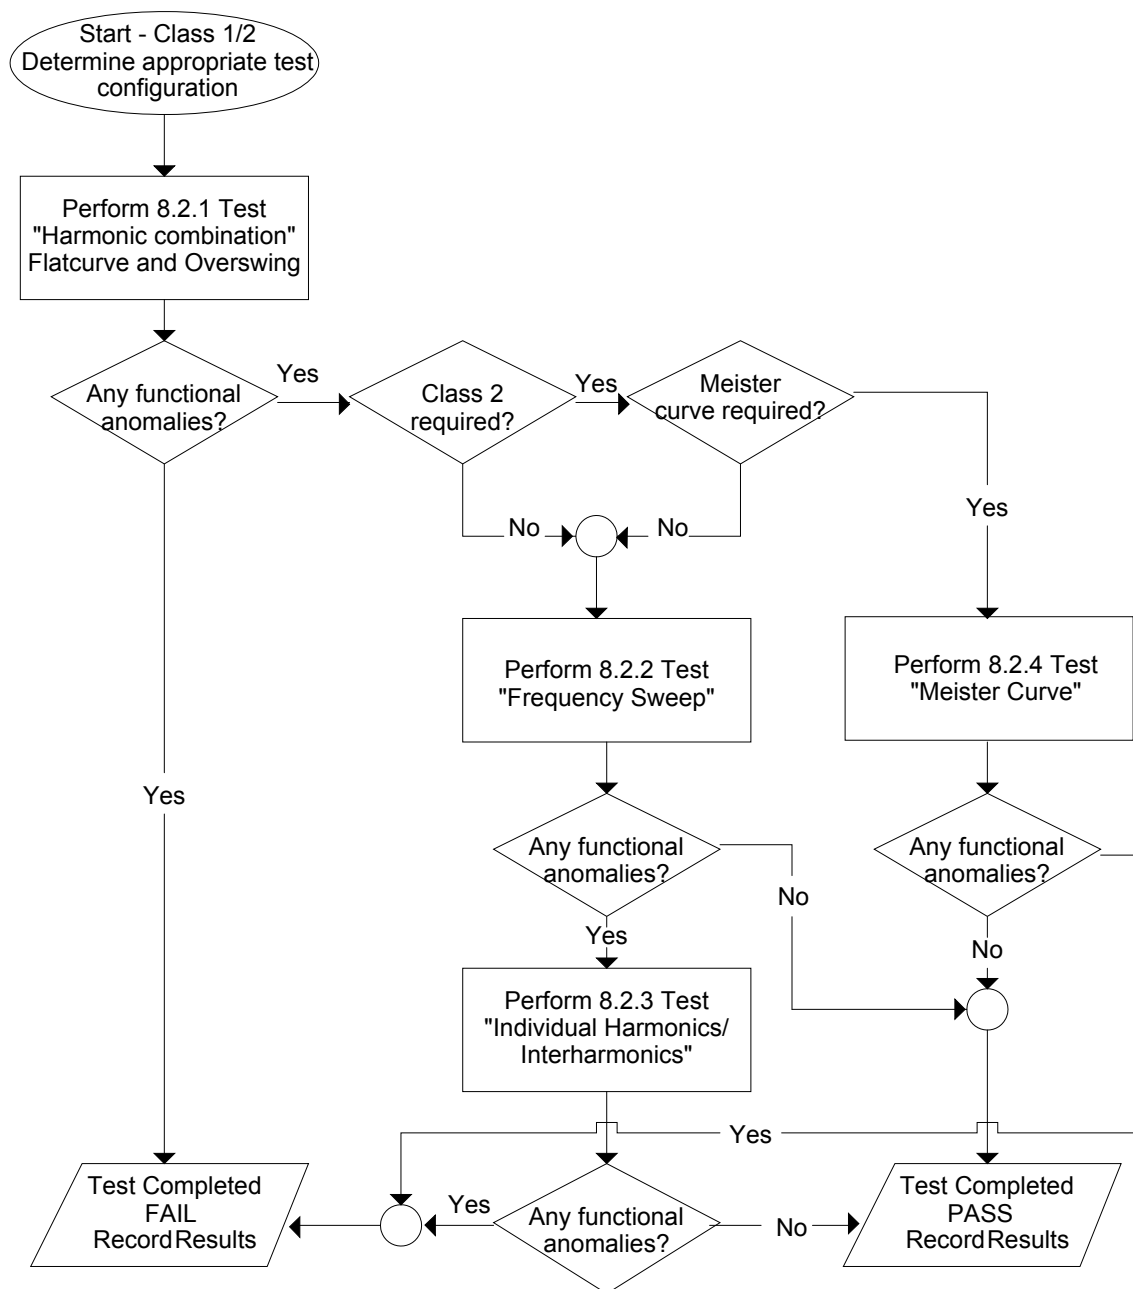 Start - Class 1/2
Determine appropriate test
configuration
Perform 8.2.1 Test
"Harmonic combination"
Flatcurve and Overswing
Any functional
anomalies?
Yes
Class 2
required?
Yes
Meister
curve required?
Yes
No
No
Perform 8.2.2 Test
"Frequency Sweep"
Perform 8.2.4 Test
"Meister Curve"
Yes
Any functional
anomalies?
No
Any functional
anomalies?
Yes
No
Perform 8.2.3 Test
"Individual Harmonics/
Interharmonics"
Yes
Test Completed
FAIL
Record Results
Yes
Any functional
anomalies?
No
Test Completed
PASS
Record Results